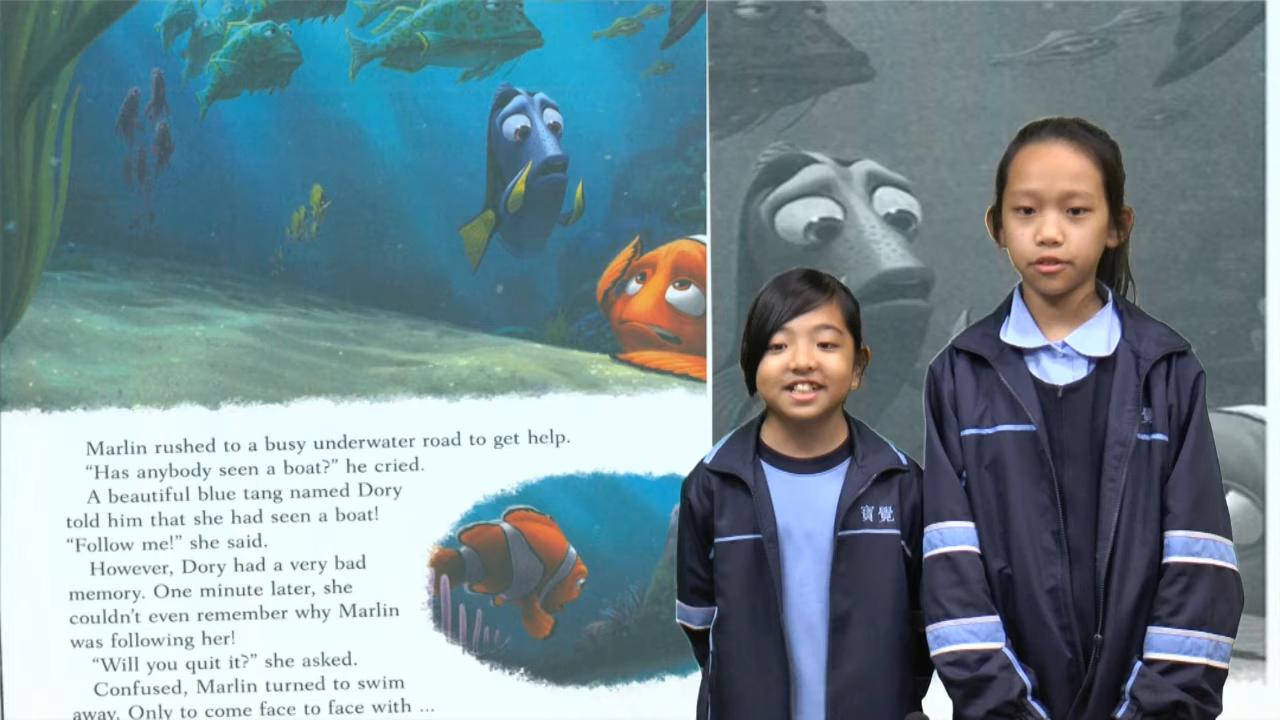 Marlin rushed to a busy underwater road to get help.
“Has anybody seen a boat?” he cried.
A beautiful blue tang named Dory
told him that she had seen a boat!
“Follow me!” she said.
However, Dory had a very bad
memory. One minute later, she
couldn’t even remember why Marlin
was following her!
“Will you quit it?” she asked.
Confused, Marlin turned to swim
away. Only to come face to face with ...
寶覺
覺